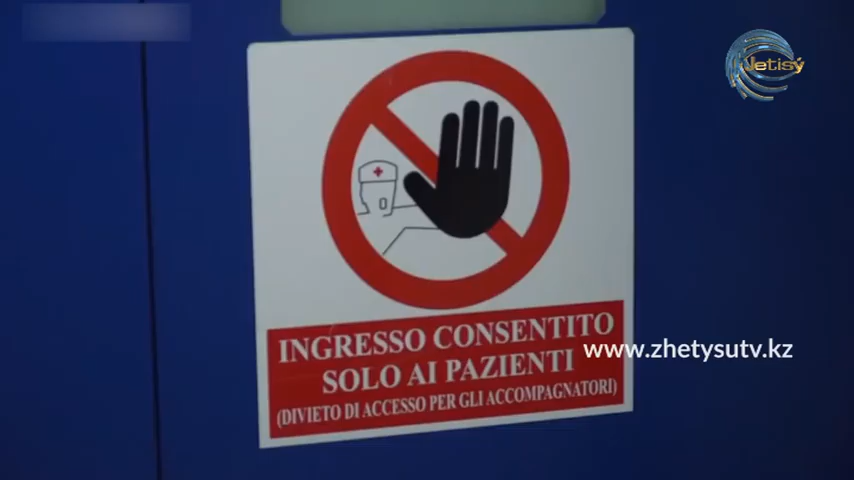 Jetisý
INGRESSO CONSENTITO
SOLO AI PAZIENTI
(DIVIETO DI ACCESSO PER GLI ACCOMPAGNATORI)
www.zhetysutv.kz